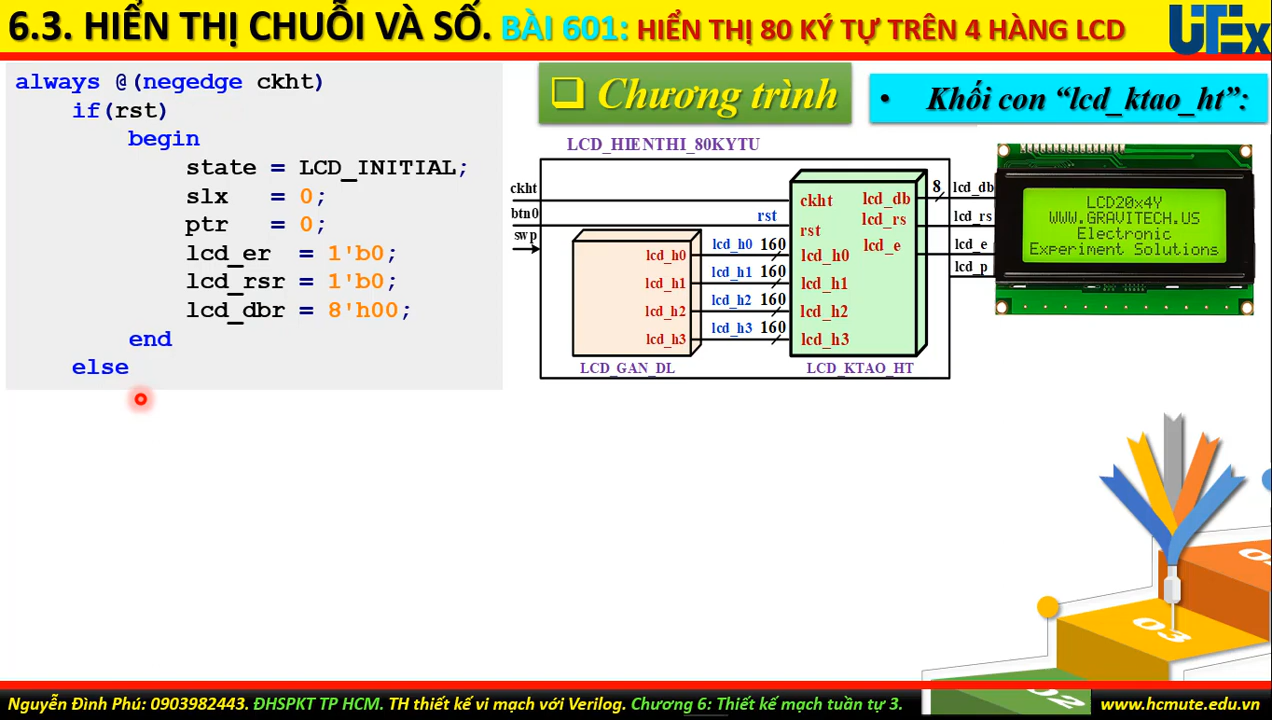 6.3. HIỂN THỊ CHUỖI VÀ SỐ. BÀI 601: HIỂN THỊ 80 KÝ TỰ TRÊN 4 HÀNG LCD
UTEx
always @(negedge ckht)
if(rst)
begin
state = LCD_INITIAL;
slx = 0;
ptr = 0;
lcd_er = 1'b0;
lcd_rsr = 1'b0;
lcd_dbr = 8'h00;
end
else
❑ Chương trình
• Khối con “lcd_ktao_ht”:
LCD_HIENTHI_80KYTU
ckht
btn0
swp
rst
lcd_h0
lcd_h1
lcd_h2
lcd_h3
LCD_GAN_DL
lcd_h0 160
lcd_h1 160
lcd_h2 160
lcd_h3 160
ckht lcd_db
rst lcd_rs
lcd_h0 lcd_e
lcd_h1
lcd_h2
lcd_h3
LCD_KTAO_HT
8 lcd_db
lcd_rs
lcd_e
lcd_p
LCD20x4Y
WWW.GRAVITECH.US
Electronic
Experiment Solutions
03
02
Nguyễn Đình Phú: 0903982443. ĐHSPKT TP HCM. TH thiết kế vi mạch với Verilog. Chương 6: Thiết kế mạch tuần tự 3.
www.hcmute.edu.vn